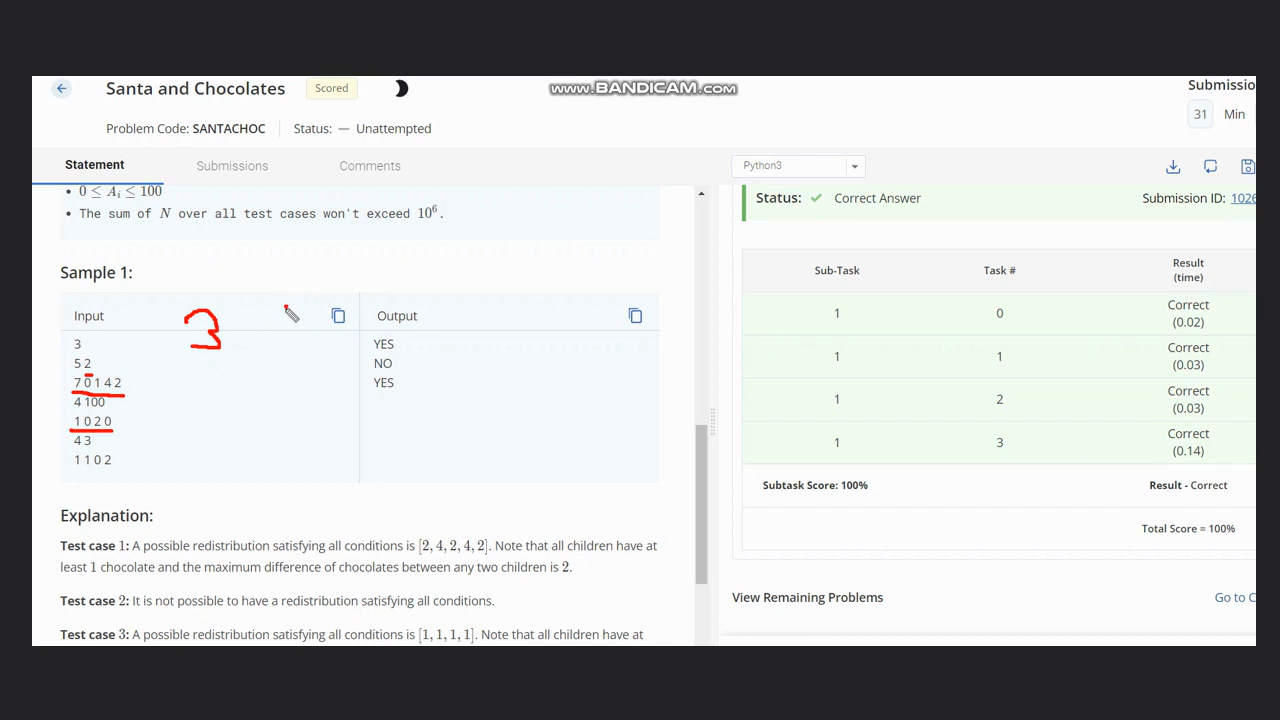 Santa and Chocolates Scored www.BANDICAM.com Submissio
31 Min
Problem Code: SANTACHOC Status: — Unattempted
Statement Submissions Comments Python3
• 0 ≤ A_i ≤ 100
• The sum of N over all test cases won't exceed 10^6.
Sample 1:
Input 3 Output
3
5 2
7 0 1 4 2
4 100
1 0 2 0
4 3
1 1 0 2
YES
NO
YES
Explanation:
Test case 1: A possible redistribution satisfying all conditions is [2, 4, 2, 4, 2]. Note that all children have at
least 1 chocolate and the maximum difference of chocolates between any two children is 2.
Test case 2: It is not possible to have a redistribution satisfying all conditions.
Test case 3: A possible redistribution satisfying all conditions is [1, 1, 1, 1]. Note that all children have at
Status: ✓ Correct Answer Submission ID: 1026
Sub-Task Task # Result
(time)
1 0 Correct
(0.02)
1 1 Correct
(0.03)
1 2 Correct
(0.03)
1 3 Correct
(0.14)
Subtask Score: 100% Result - Correct
Total Score = 100%
View Remaining Problems Go to C